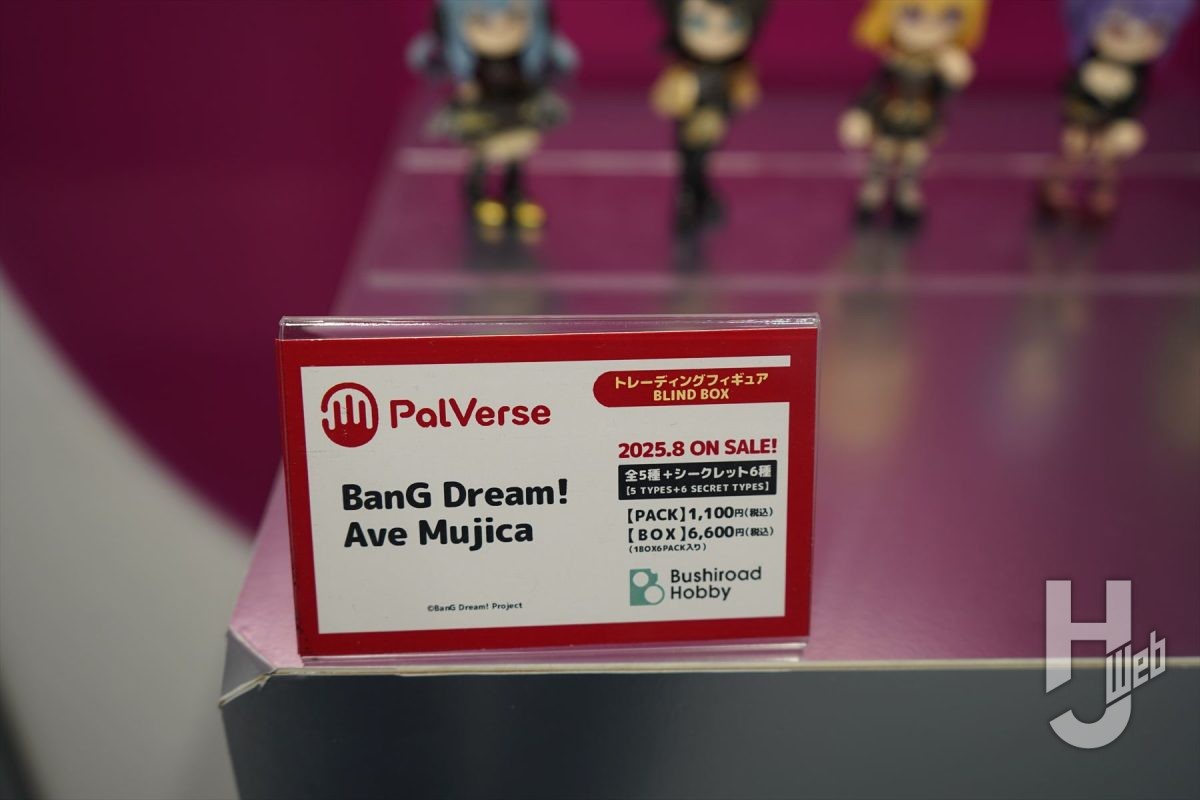 PalVerse
トレーディングフィギュア
BLIND BOX
BanG Dream!
Ave Mujica
2025.8 ON SALE!
全5種+シークレット6種
【5 TYPES+6 SECRET TYPES】
【PACK】1,100円(税込)
【BOX】6,600円(税込)
(1BOX6PACK入り)
Bushiroad
Hobby
©BanG Dream! Project
HJ
Web